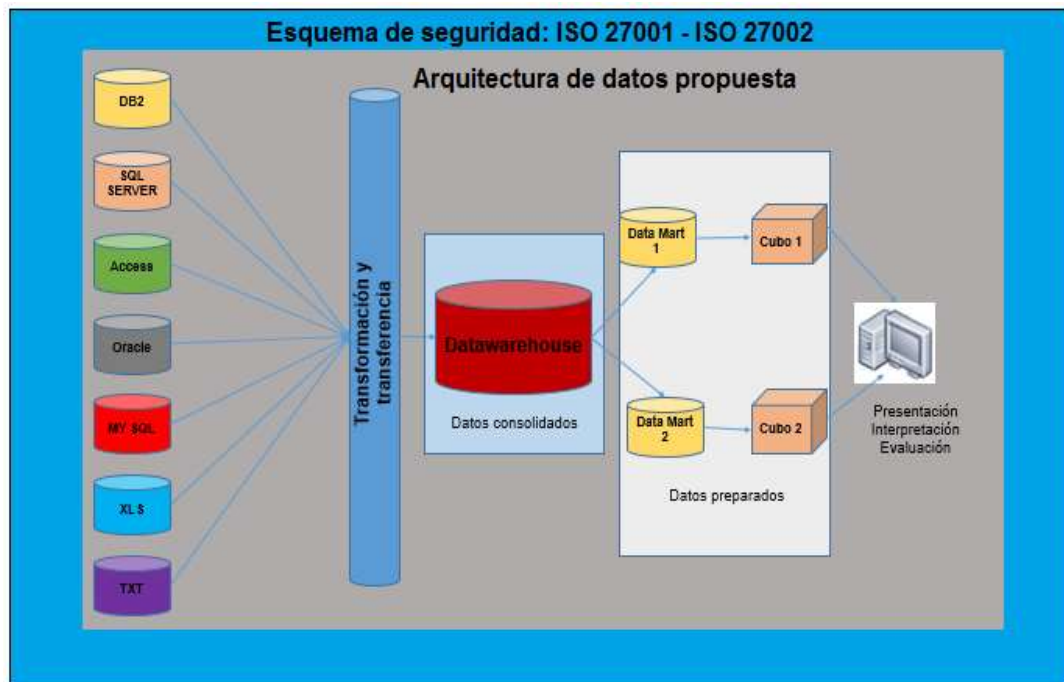 Esquema de seguridad: ISO 27001 - ISO 27002
Arquitectura de datos propuesta
DB2
SQL
SERVER
Access
Oracle
MY SQL
XLS
TXT
Transformación y
transferencia
Datawarehouse
Datos consolidados
Data Mart
1
Cubo 1
Data Mart
2
Cubo 2
Datos preparados
Presentación
Interpretación
Evaluación